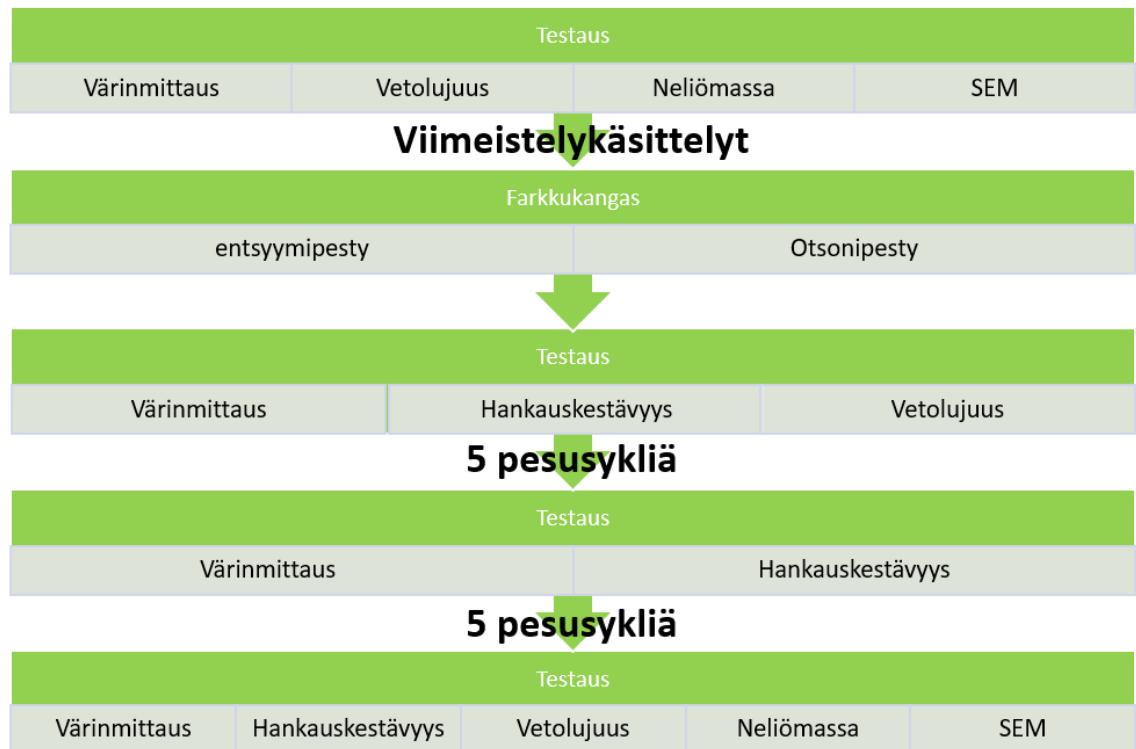 Testaus
Värinmittaus Vetolujuus Neliömassa SEM
Viimeistelykäsittelyt
Farkkukangas
entsyymipesty Otsonipesty
Testaus
Värinmittaus Hankauskestävyys Vetolujuus
5 pesusykliä
Testaus
Värinmittaus Hankauskestävyys
5 pesusykliä
Testaus
Värinmittaus Hankauskestävyys Vetolujuus Neliömassa SEM